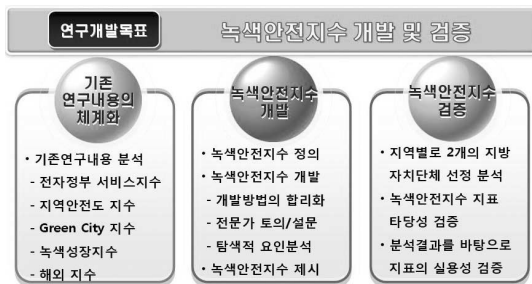 연구개발목표
녹색안전지수 개발 및 검증
기존
연구내용의
체계화
• 기존연구내용 분석
- 전자정부 서비스지수
- 지역안전도 지수
- Green City 지수
- 녹색성장지수
- 해외 지수
녹색안전지수
개발
• 녹색안전지수 정의
• 녹색안전지수 개발
- 개발방법의 합리화
- 전문가 토의/설문
- 탐색적 요인분석
• 녹색안전지수 제시
녹색안전지수
검증
• 지역별로 2개의 지방
자치단체 선정 분석
• 녹색안전지수 지표
타당성 검증
• 분석결과를 바탕으로
지표의 실용성 검증